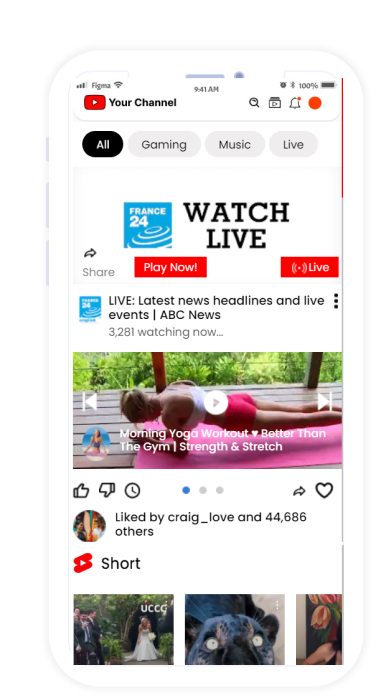 Figma
9:41 AM
100%
Your Channel
All
Gaming
Music
Live
FRANCE
24
WATCH
LIVE
Share
Play Now!
Live
FRANCE
24
LIVE: Latest news headlines and live
events | ABC News
3,281 watching now...
Morning Yoga Workout ♥ Better Than
The Gym | Strength & Stretch
Liked by craig_love and 44,686
others
Short